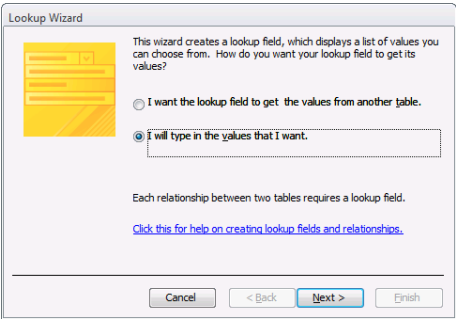 Lookup Wizard
This wizard creates a lookup field, which displays a list of values you
can choose from.  How do you want your lookup field to get its
values?
I want the lookup field to get  the values from another table.
I will type in the values that I want.
Each relationship between two tables requires a lookup field.
Click this for help on creating lookup fields and relationships.
Cancel
< Back
Next >
Finish